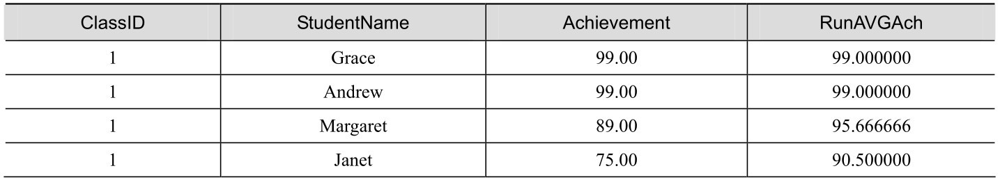 ClassID StudentName Achievement RunAVGAch
1 Grace 99.00 99.000000
1 Andrew 99.00 99.000000
1 Margaret 89.00 95.666666
1 Janet 75.00 90.500000